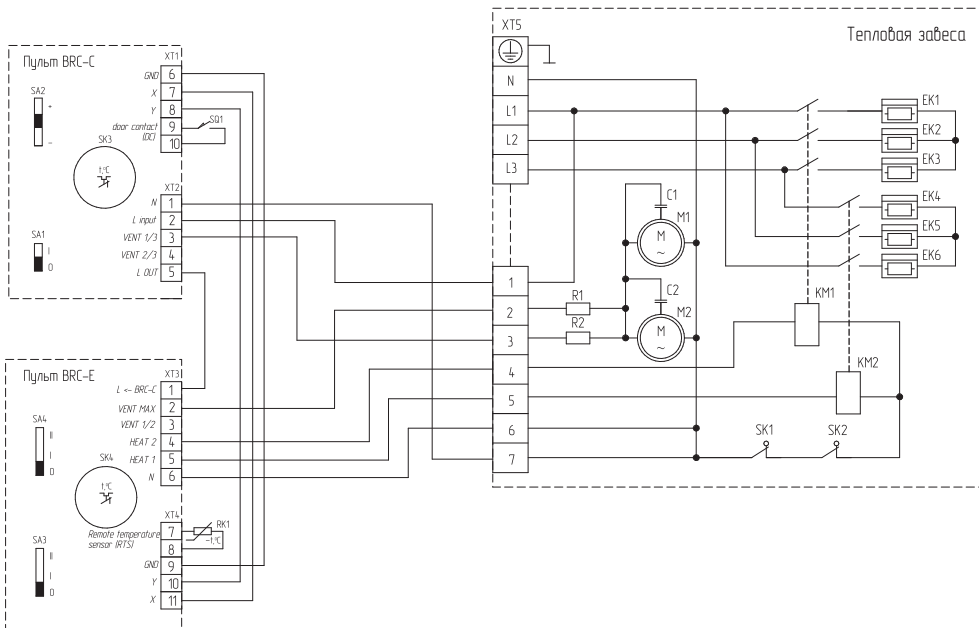 Тепловая завеса
Пульт BRC-C
SA2
+
–
SK3
t,°C
SA1
I
0
XT1
GND 6
X 7
Y 8
door contact (DC) 9
10
SQ1
XT2
N 1
L input 2
VENT 1/3 3
VENT 2/3 4
L OUT 5
Пульт BRC-E
SA4
II
I
0
SK4
t,°C
SA3
II
I
0
XT3
L <- BRC-C 1
VENT MAX 2
VENT 1/2 3
HEAT 2 4
HEAT 1 5
N 6
XT4
Remote temperature 7
sensor (RTS) 8
GND 9
Y 10
X 11
RK1
-t,°C
XT5
N
L1
L2
L3
1
2
3
4
5
6
7
R1
R2
C1
M1
M
~
C2
M2
M
~
EK1
EK2
EK3
EK4
EK5
EK6
KM1
KM2
SK1
SK2